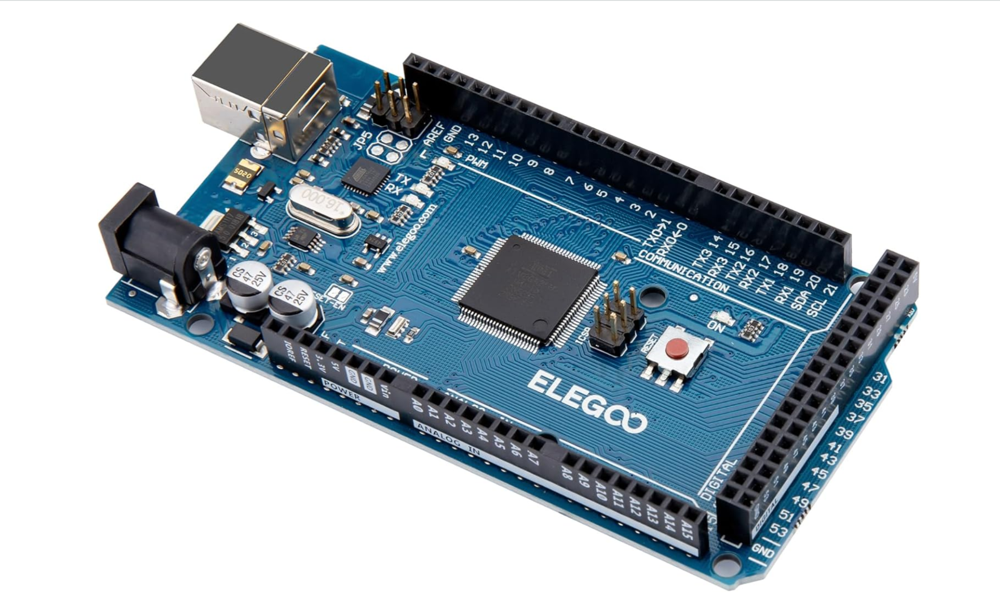 JP5
AREF
GND
13
12
11
10
9
8
7
6
5
4
3
2
TX0→1
RX0←0
L
PWM
TX
RX
5D20
16.000
www.elegoo.com
COMMUNICATION
TX3 14
RX3 15
TX2 16
RX2 17
TX1 18
RX1 19
SDA 20
SCL 21
CS
47
25V
CS
47
25V
ICSP
RESET
ON
ELEGOO
IOREF
RESET
3.3V
5V
GND
GND
Vin
POWER
A0
A1
A2
A3
A4
A5
A6
A7
ANALOG IN
A8
A9
A10
A11
A12
A13
A14
A15
DIGITAL
DIGITAL
31
33
35
37
39
41
43
45
47
49
51
53
GND